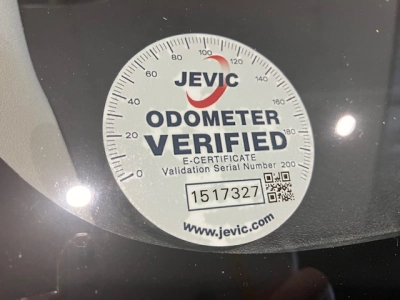 0 20 40 60 80 100 120 140 160 180 200
JEVIC
ODOMETER
VERIFIED
E-CERTIFICATE
Validation Serial Number
1517327
www.jevic.com